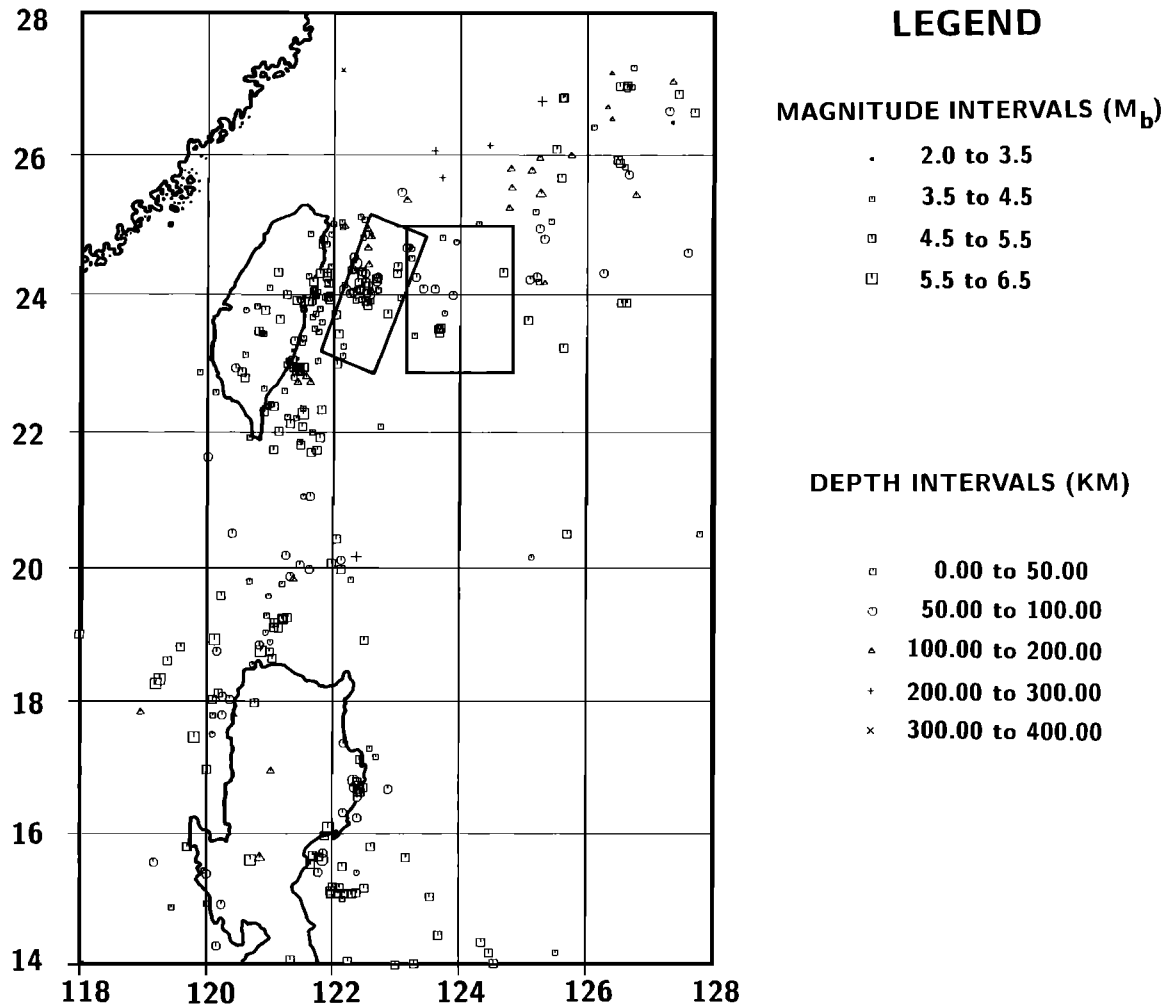 28
26
24
22
20
18
16
14
118 120 122 124 126 128
LEGEND
MAGNITUDE INTERVALS (Mb)
2.0 to 3.5
3.5 to 4.5
4.5 to 5.5
5.5 to 6.5
DEPTH INTERVALS (KM)
0.00 to 50.00
50.00 to 100.00
100.00 to 200.00
200.00 to 300.00
300.00 to 400.00